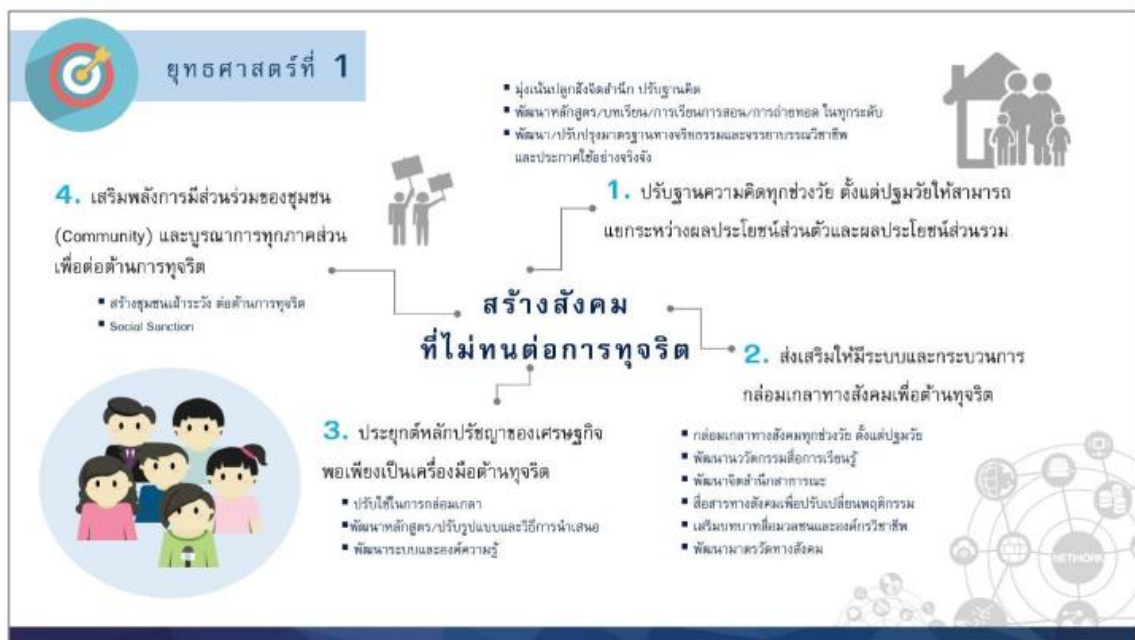 ยุทธศาสตร์ที่ 1
▪ มุ่งเน้นปลูกฝังจิตสำนึก ปรับฐานคิด
▪ พัฒนาหลักสูตร/บทเรียน/การเรียนการสอน/การถ่ายทอด ในทุกระดับ
▪ พัฒนา/ปรับปรุงมาตรฐานทางจริยธรรมและจรรยาบรรณวิชาชีพ
และประกาศใช้อย่างจริงจัง
1. ปรับฐานความคิดทุกช่วงวัย ตั้งแต่ปฐมวัยให้สามารถ
แยกระหว่างผลประโยชน์ส่วนตัวและผลประโยชน์ส่วนรวม
4. เสริมพลังการมีส่วนร่วมของชุมชน
(Community) และบูรณาการทุกภาคส่วน
เพื่อต่อต้านการทุจริต
▪ สร้างชุมชนเฝ้าระวัง ต่อต้านการทุจริต
▪ Social Sanction
สร้างสังคม
ที่ไม่ทนต่อการทุจริต
2. ส่งเสริมให้มีระบบและกระบวนการ
กล่อมเกลาทางสังคมเพื่อต้านทุจริต
▪ กล่อมเกลาทางสังคมทุกช่วงวัย ตั้งแต่ปฐมวัย
▪ พัฒนานวัตกรรมสื่อการเรียนรู้
▪ พัฒนาจิตสำนึกสาธารณะ
▪ สื่อสารทางสังคมเพื่อปรับเปลี่ยนพฤติกรรม
▪ เสริมบทบาทสื่อมวลชนและองค์กรวิชาชีพ
▪ พัฒนามาตรวัดทางสังคม
3. ประยุกต์หลักปรัชญาของเศรษฐกิจ
พอเพียงเป็นเครื่องมือต้านทุจริต
▪ ปรับใช้ในการกล่อมเกลา
▪พัฒนาหลักสูตร/ปรับรูปแบบและวิธีการนำเสนอ
▪ พัฒนาระบบและองค์ความรู้
NETWORK